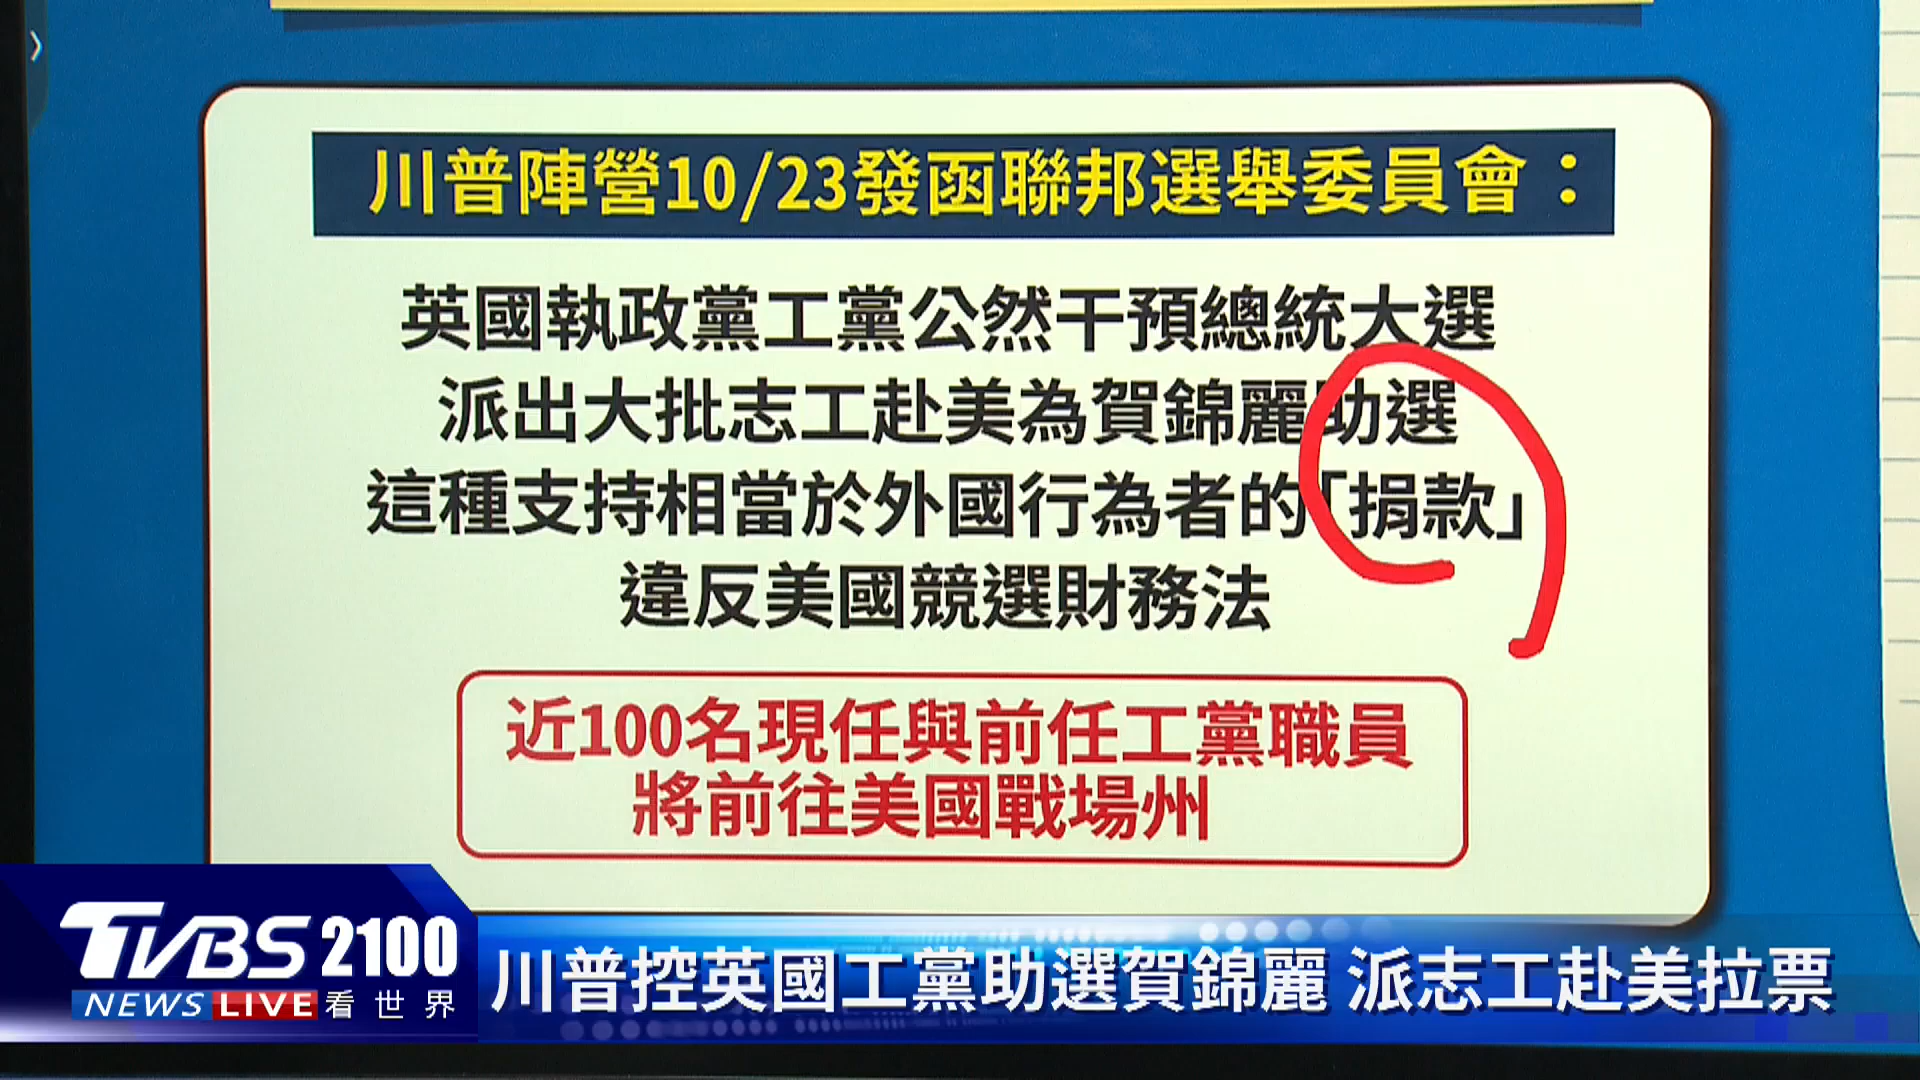 川普陣營10/23發函聯邦選舉委員會：
英國執政黨工黨公然干預總統大選
派出大批志工赴美為賀錦麗助選
這種支持相當於外國行為者的「捐款」
違反美國競選財務法
近100名現任與前任工黨職員
將前往美國戰場州
TVBS 2100
NEWS LIVE 看世界
川普控英國工黨助選賀錦麗 派志工赴美拉票